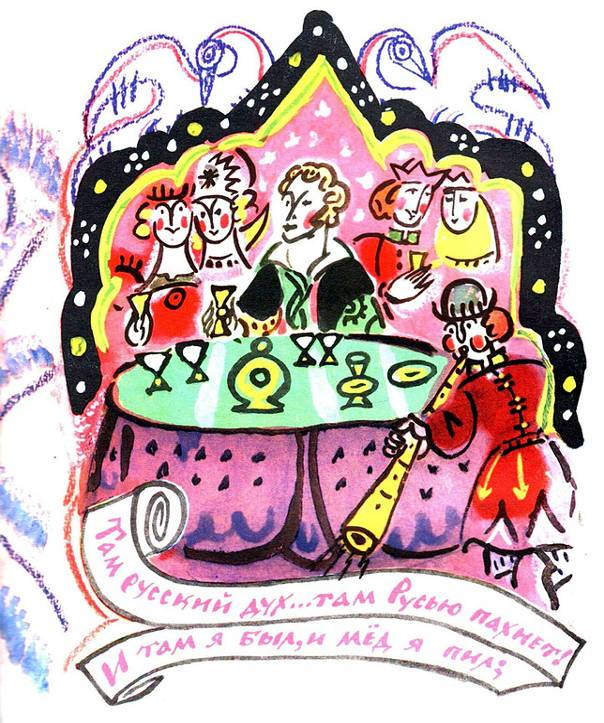 Там русский дух... там Русью пахнет!
И там я был, и мёд я пил;